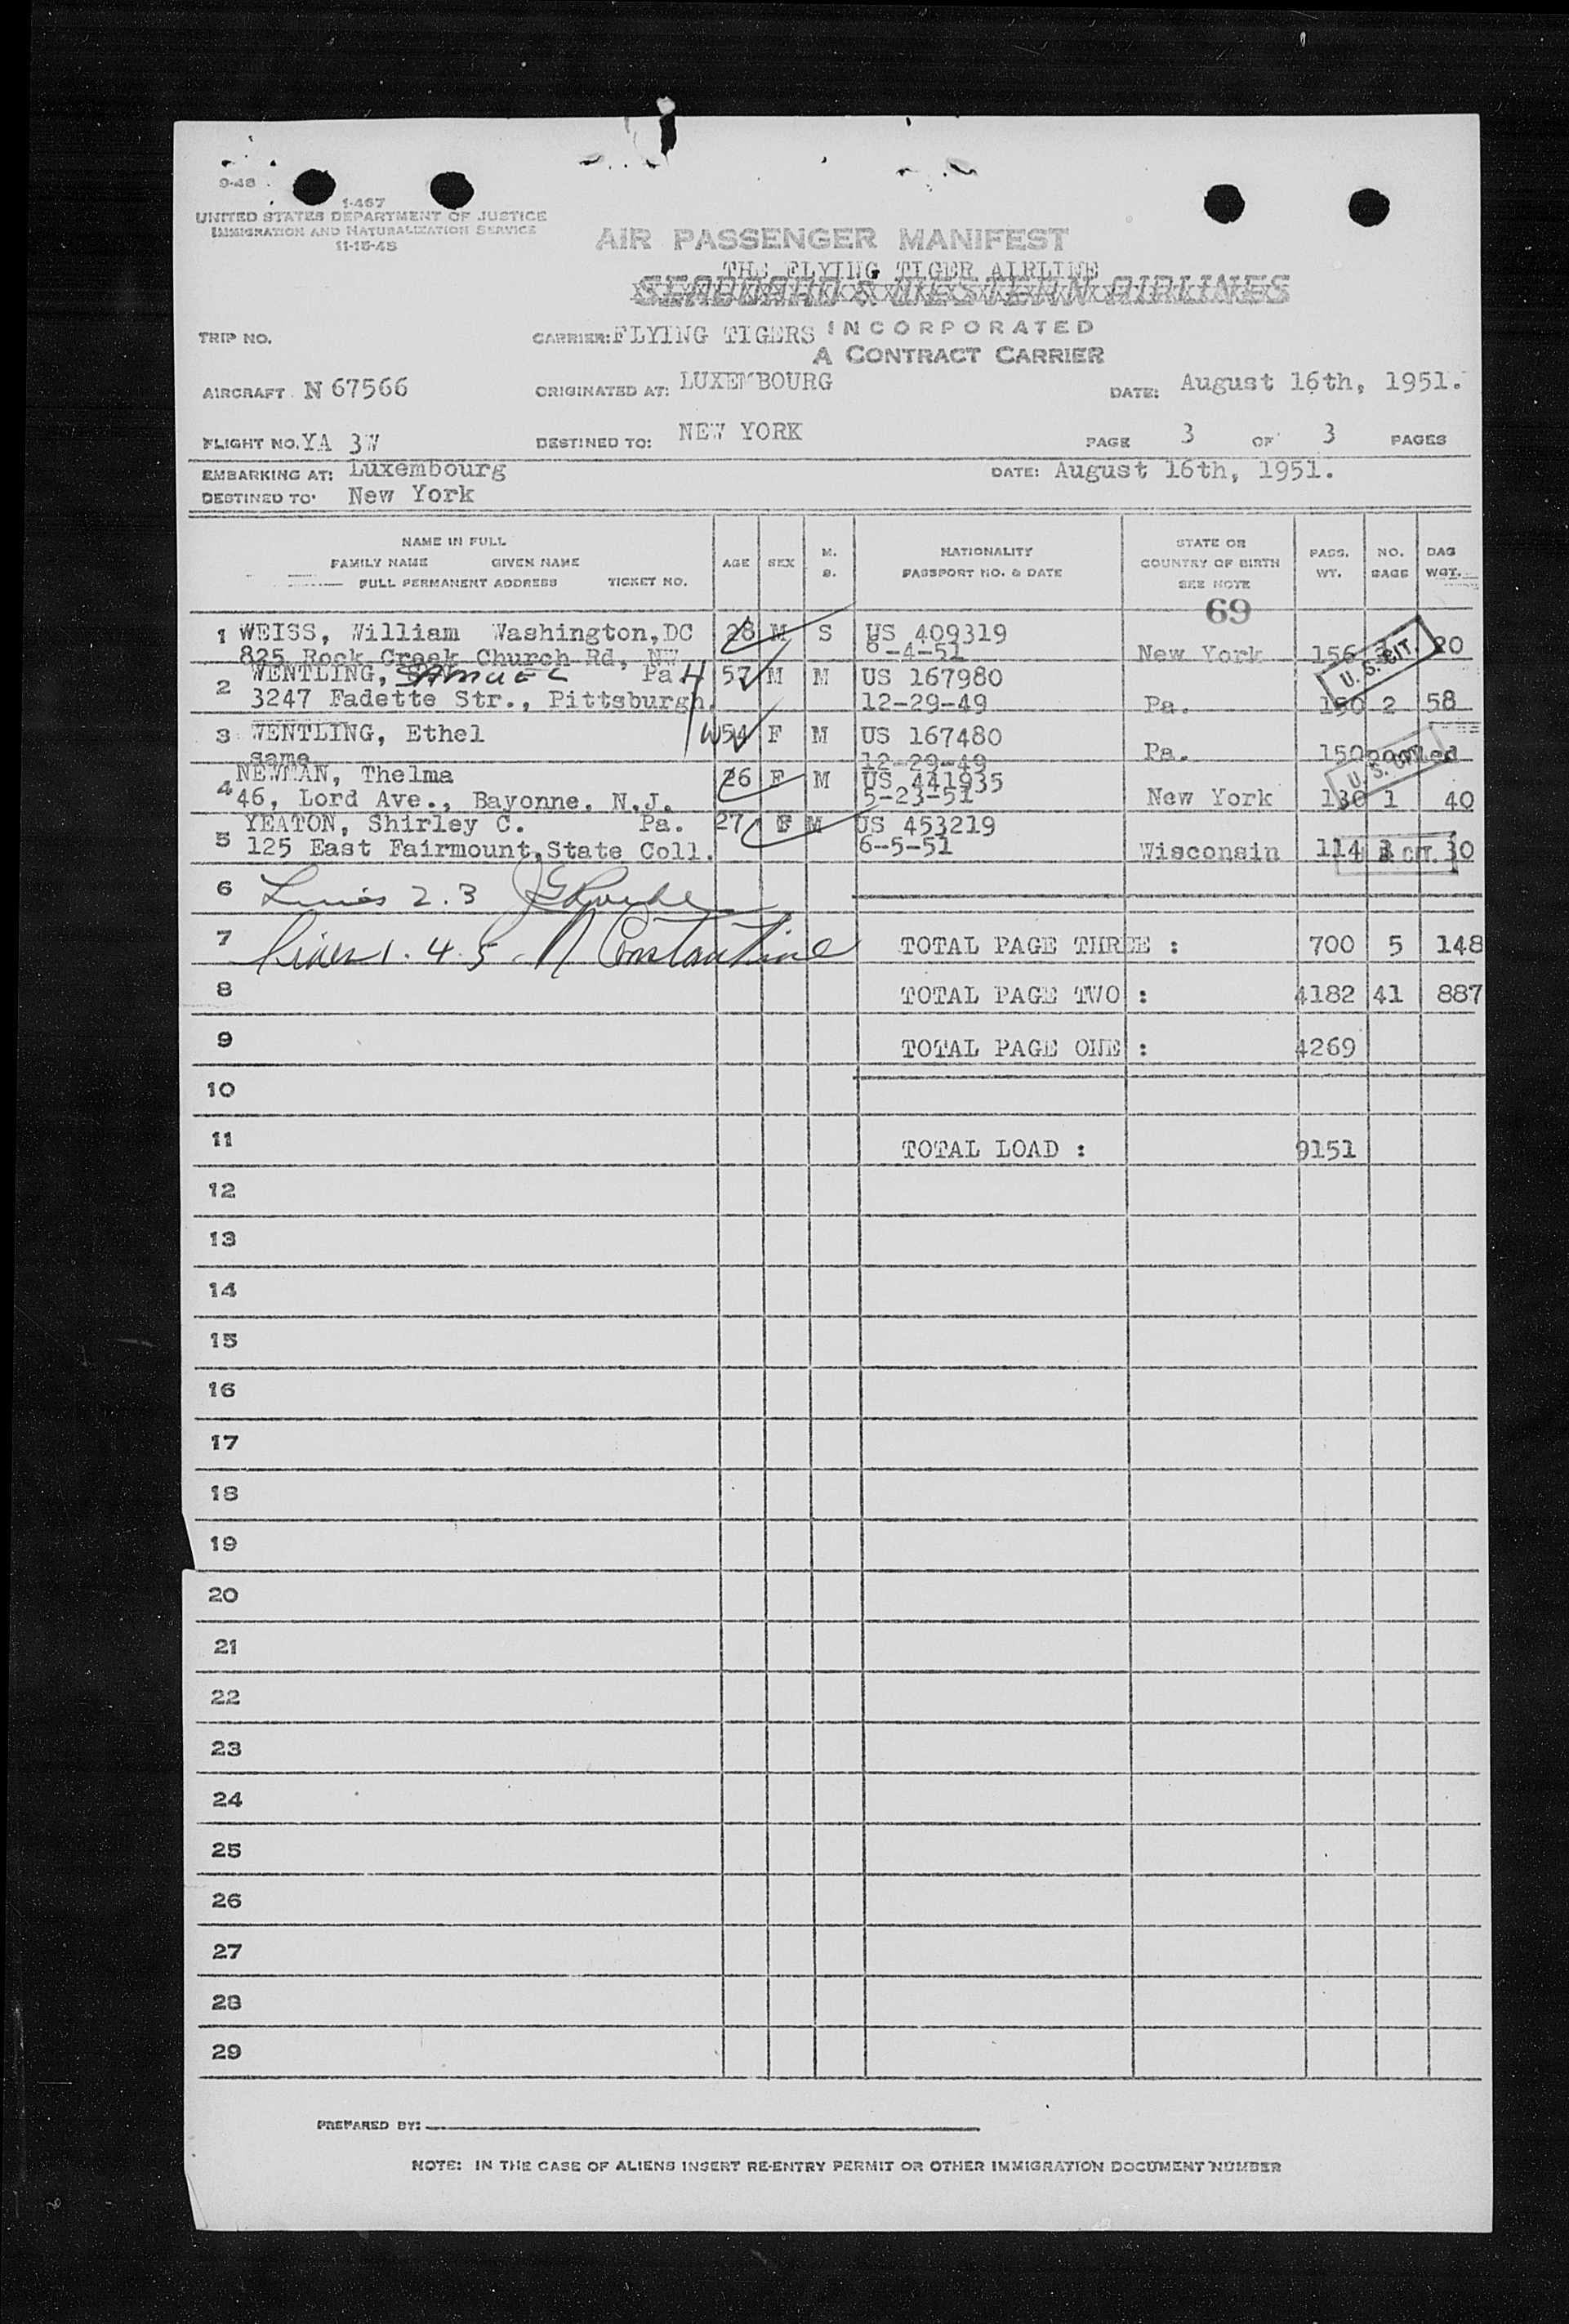 9-48
1-467
UNITED STATES DEPARTMENT OF JUSTICE
IMMIGRATION AND NATURALIZATION SERVICE
11-15-48
AIR PASSENGER MANIFEST
THE FLYING TIGER AIRLINE
SEABOARD & WESTERN AIRLINES
INCORPORATED
A CONTRACT CARRIER
TRIP NO. CARRIER: FLYING TIGERS
AIRCRAFT N 67566 ORIGINATED AT: LUXEMBOURG DATE: August 16th, 1951.
FLIGHT NO. YA 3W DESTINED TO: NEW YORK PAGE 3 OF 3 PAGES
EMBARKING AT: Luxembourg DATE: August 16th, 1951.
DESTINED TO: New York
NAME IN FULL
FAMILY NAME GIVEN NAME
FULL PERMANENT ADDRESS TICKET NO.
AGE SEX M. S. NATIONALITY PASSPORT NO. & DATE STATE OR COUNTRY OF BIRTH SEE NOTE PASS. WT. NO. BAGS BAG WGT.
69
1 WEISS, William Washington, DC 28 M S US 409319
825 Rock Creek Church Rd, NW 6-4-51 New York 156 1 20
U. S. CIT.
2 WENTLING, SAMUEL Pa H 57 M M US 167980
3247 Fadette Str., Pittsburgh. 12-29-49 Pa. 150 2 58
3 WENTLING, Ethel W 54 F M US 167480
same 12-29-49 Pa. 150 pooled
U. S. CIT.
4 NEWMAN, Thelma 26 F M US 441935
46, Lord Ave., Bayonne, N.J. 5-23-51 New York 130 1 40
5 YEATON, Shirley C. Pa. 27 F M US 453219
125 East Fairmount, State Coll. 6-5-51 Wisconsin 114 1 30
U. S. CIT.
6 Lines 2.3
7 Lines 1. 4. 5. N Constantine TOTAL PAGE THREE : 700 5 148
8 TOTAL PAGE TWO : 4182 41 887
9 TOTAL PAGE ONE : 4269
10
11 TOTAL LOAD : 9151
12
13
14
15
16
17
18
19
20
21
22
23
24
25
26
27
28
29
PREPARED BY:
NOTE: IN THE CASE OF ALIENS INSERT RE-ENTRY PERMIT OR OTHER IMMIGRATION DOCUMENT NUMBER